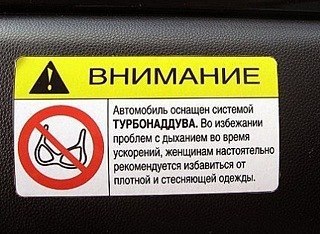 ВНИМАНИЕ
Автомобиль оснащен системой
ТУРБОНАДДУВА. Во избежании
проблем с дыханием во время
ускорений, женщинам настоятельно
рекомендуется избавиться от
плотной и стесняющей одежды.